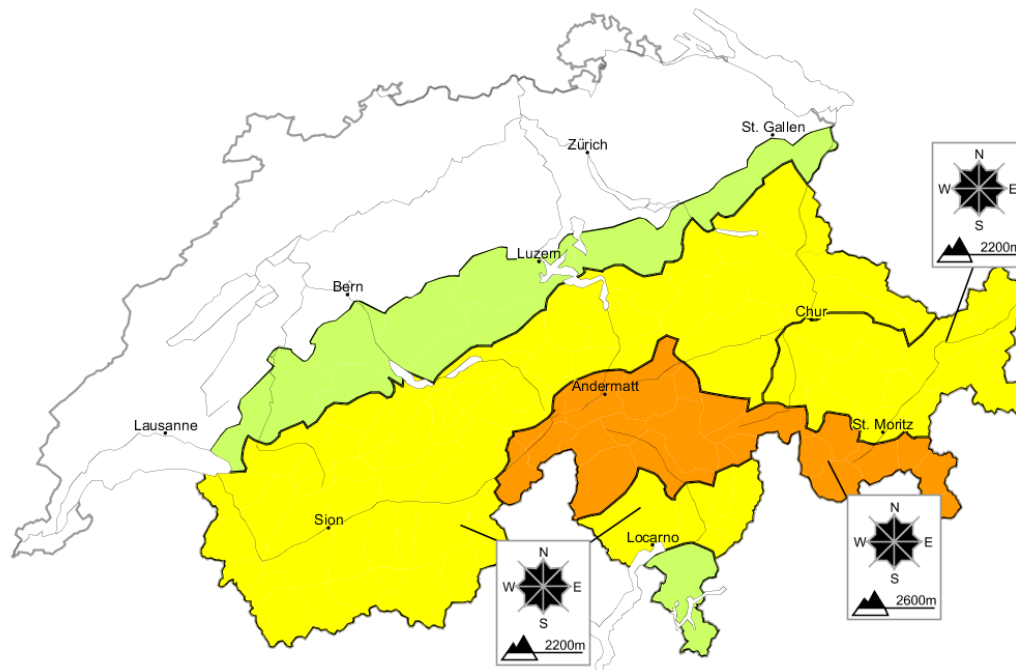 St. Gallen
Zürich
N
W E
S
2200m
Luzern
Bern
Chur
Andermatt
Lausanne
St. Moritz
Sion
Locarno
N
W E
S
2600m
N
W E
S
2200m